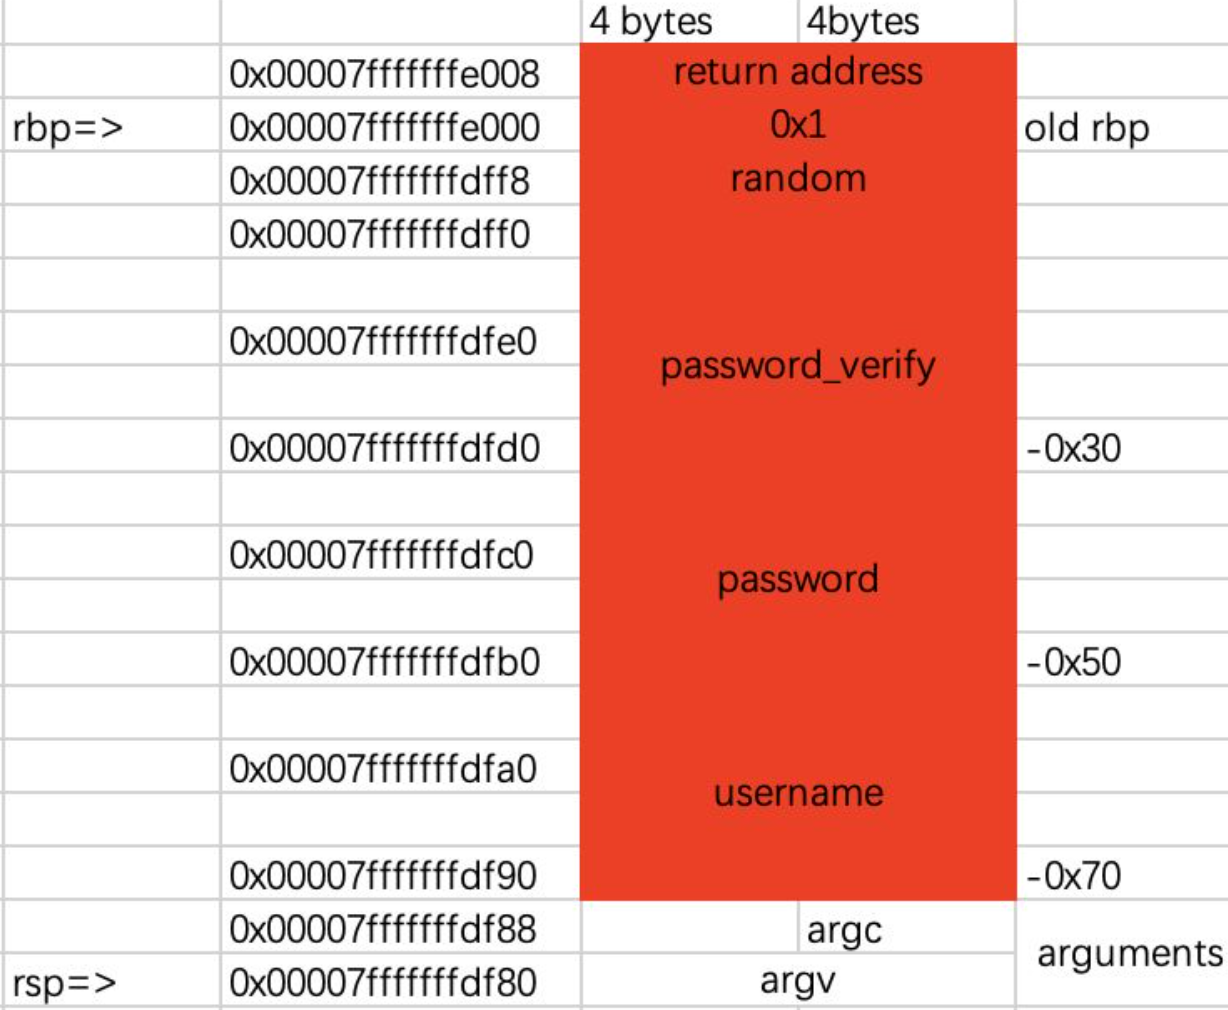 4 bytes 4bytes
0x00007fffffffe008 return address
rbp=> 0x00007fffffffe000 0x1 old rbp
0x00007fffffffdff8 random
0x00007fffffffdff0
0x00007fffffffdfe0
password_verify
0x00007fffffffdfd0 -0x30
0x00007fffffffdfc0
password
0x00007fffffffdfb0 -0x50
0x00007fffffffdfa0
username
0x00007fffffffdf90 -0x70
0x00007fffffffdf88 argc
arguments
rsp=> 0x00007fffffffdf80 argv